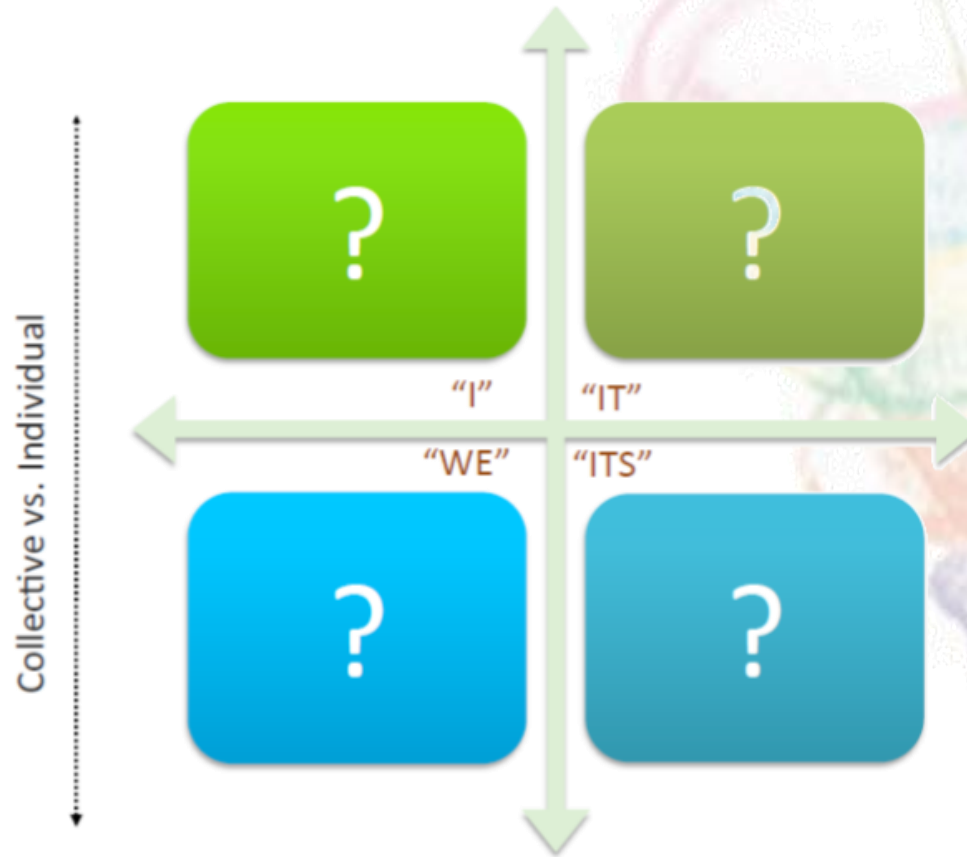 ?
?
“I”
“IT”
Collective vs. Individual
“WE”
“ITS”
?
?